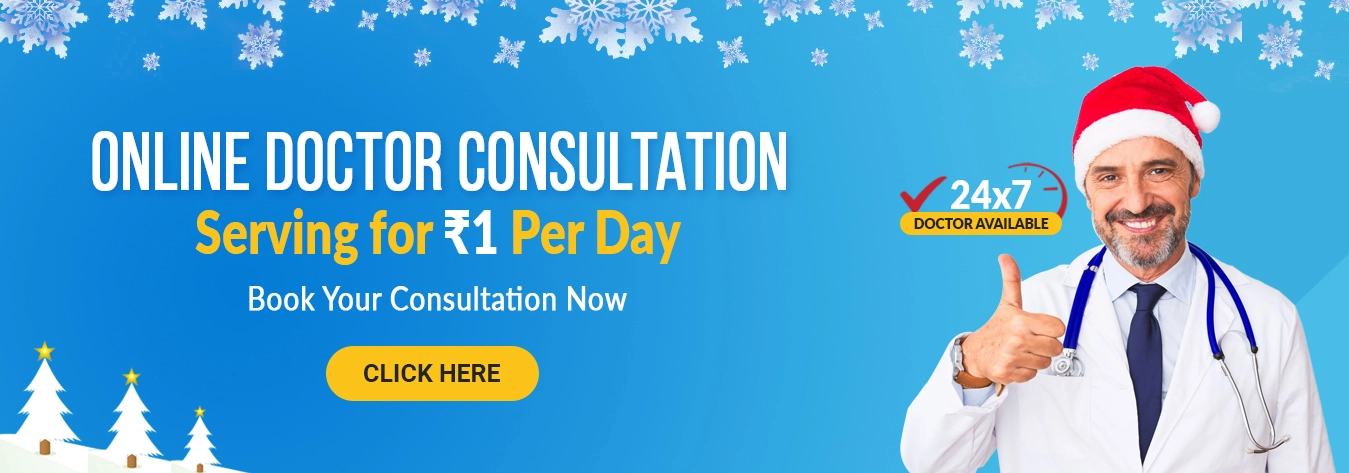 ONLINE DOCTOR CONSULTATION
Serving for ₹1 Per Day
Book Your Consultation Now
CLICK HERE
24x7
DOCTOR AVAILABLE